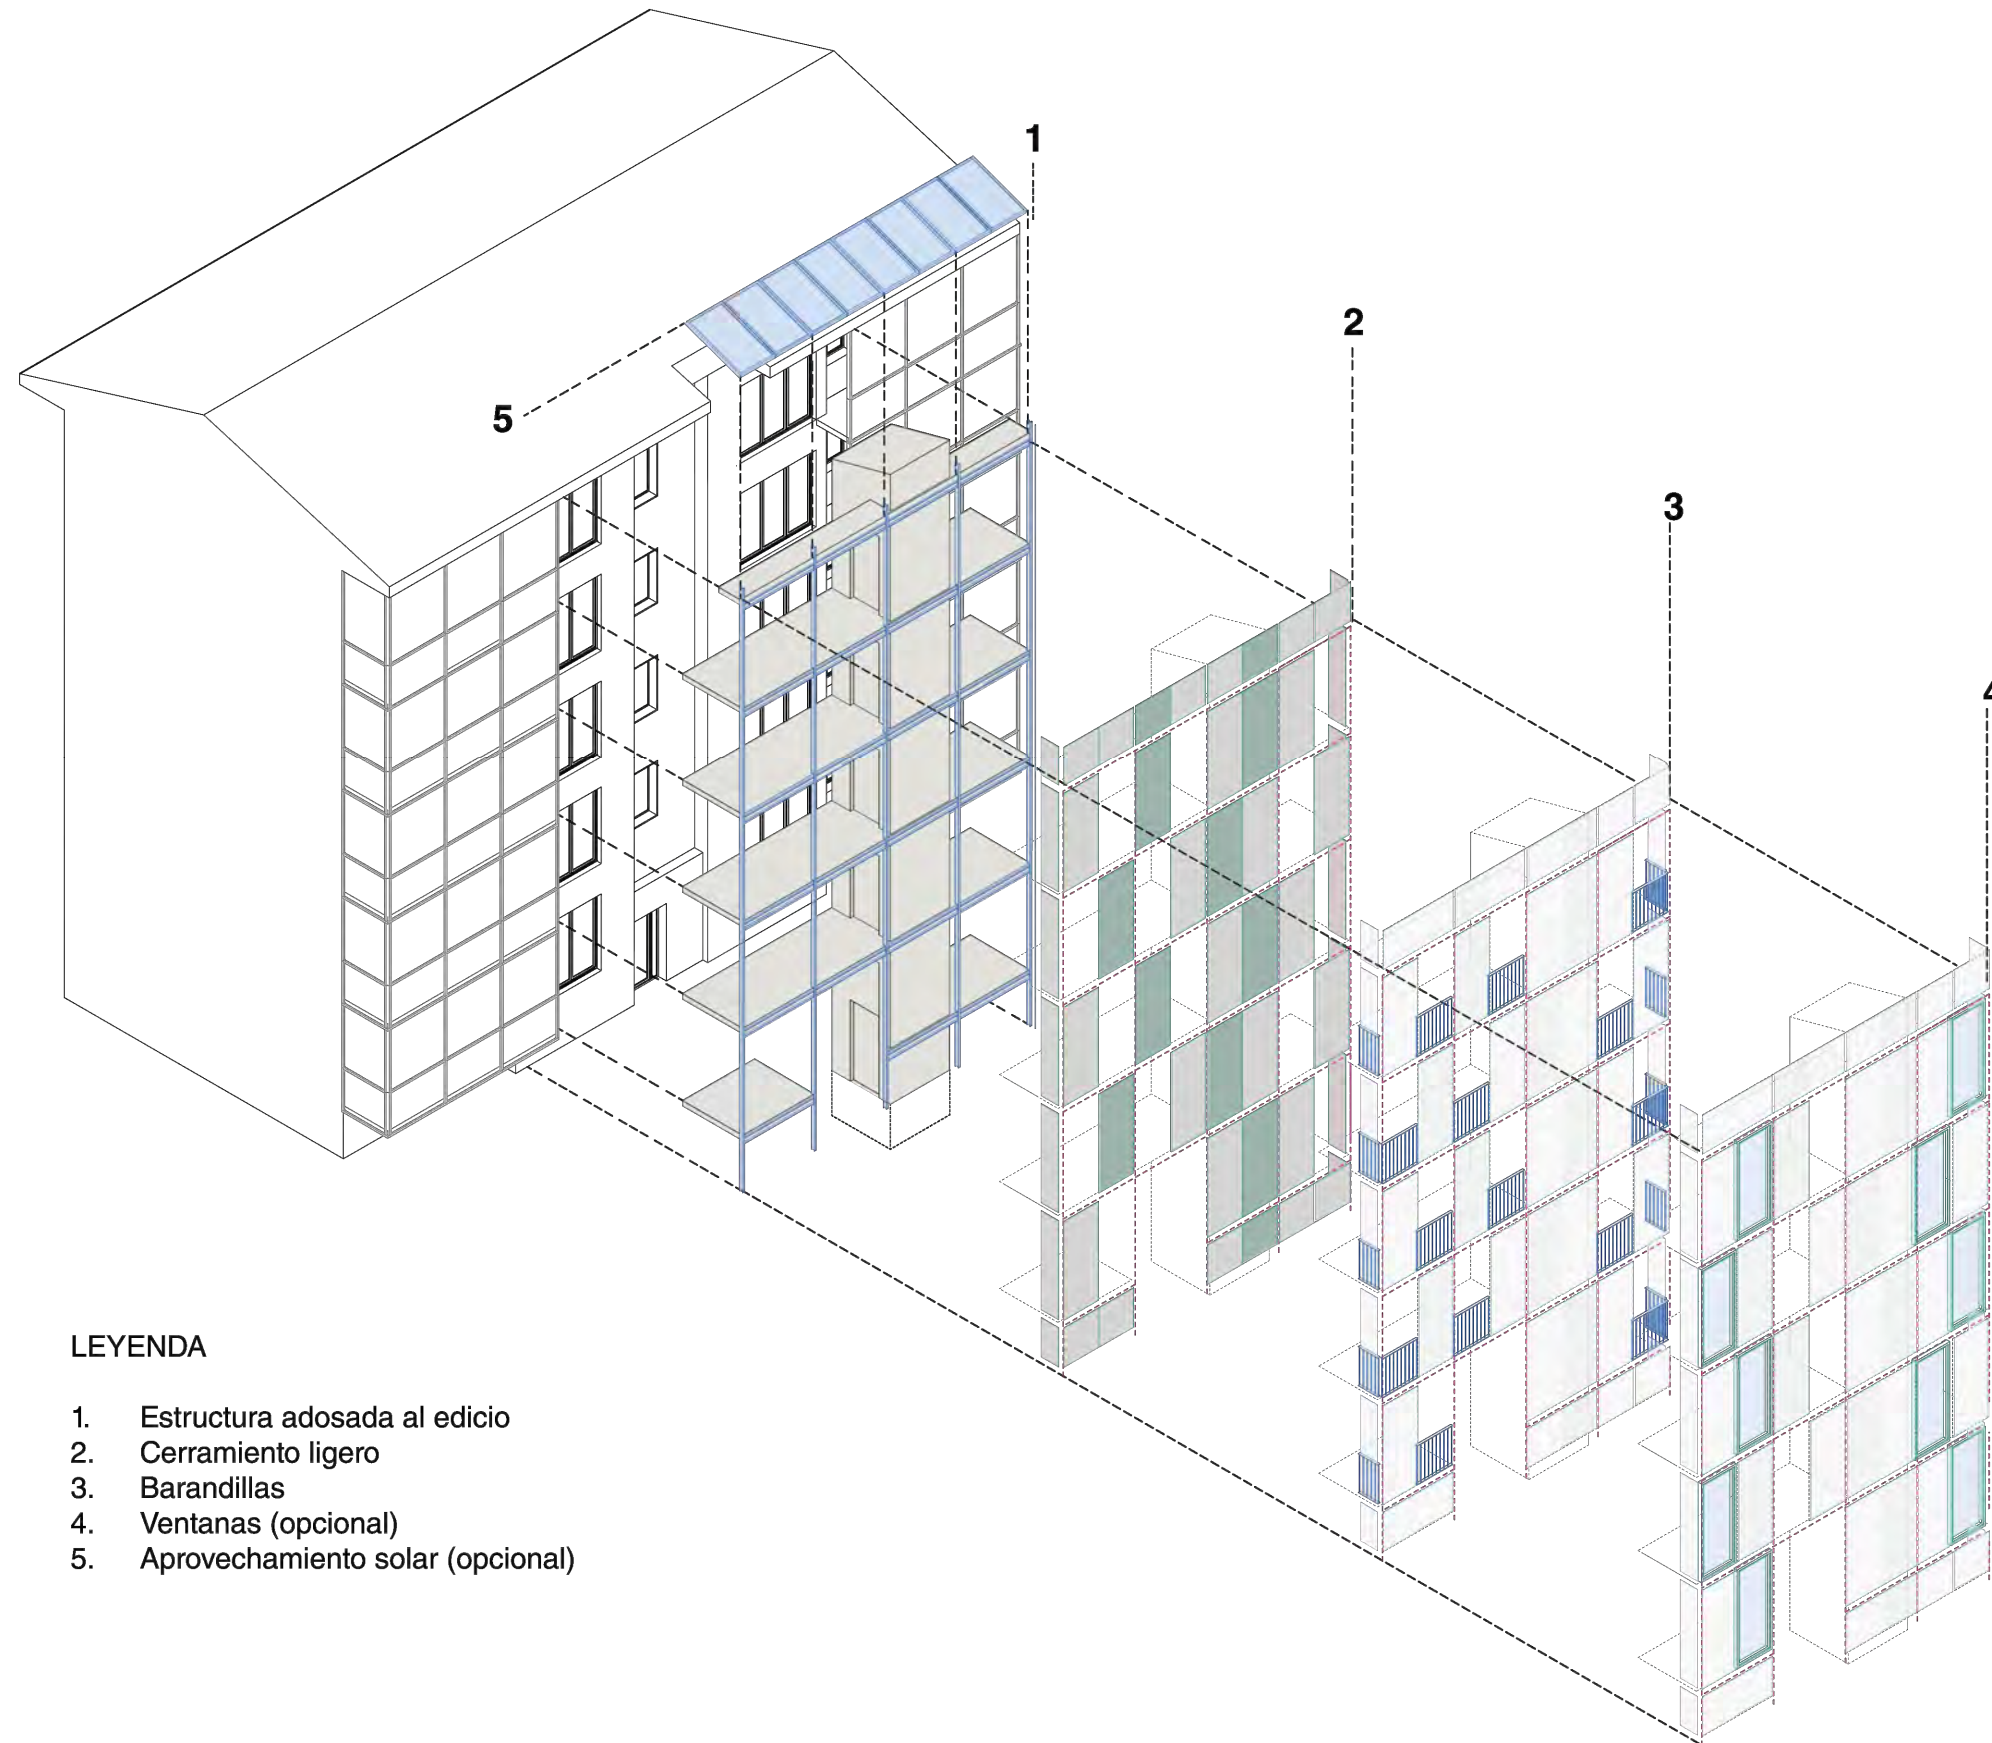 1
2
3
4
5
LEYENDA
1. Estructura adosada al edicio
2. Cerramiento ligero
3. Barandillas
4. Ventanas (opcional)
5. Aprovechamiento solar (opcional)